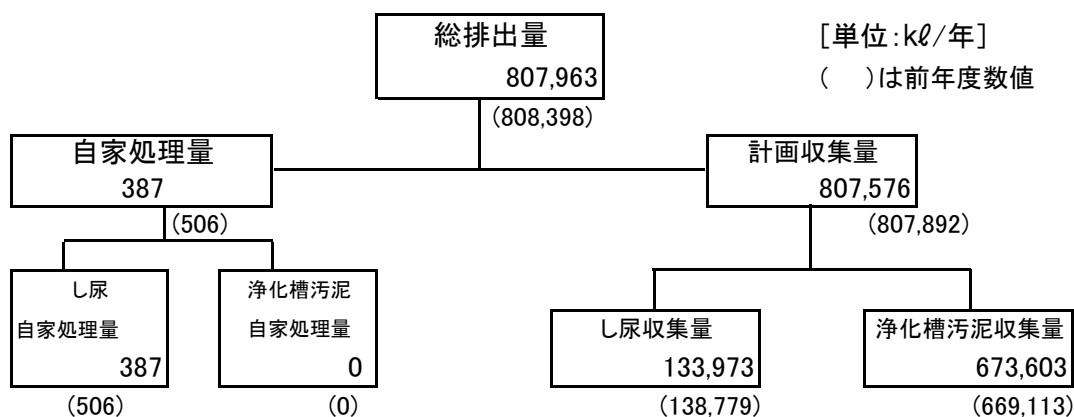 総排出量
807,963
(808,398)
[単位:kℓ/年]
(　)は前年度数値
自家処理量
387
(506)
計画収集量
807,576
(807,892)
し尿
自家処理量
387
(506)
浄化槽汚泥
自家処理量
0
(0)
し尿収集量
133,973
(138,779)
浄化槽汚泥収集量
673,603
(669,113)